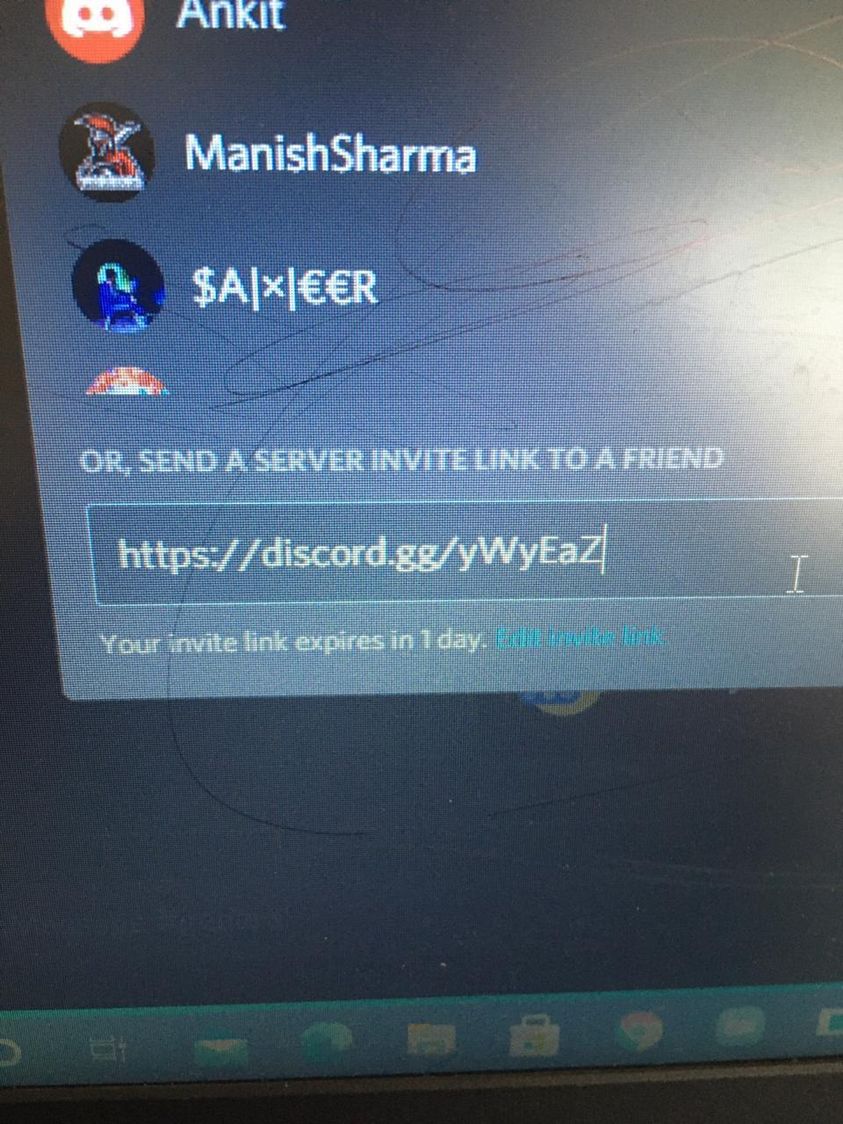 Ankit
ManishSharma
$A|×|€€R
OR, SEND A SERVER INVITE LINK TO A FRIEND
https://discord.gg/yWyEaZ
Your invite link expires in 1 day. Edit invite link.